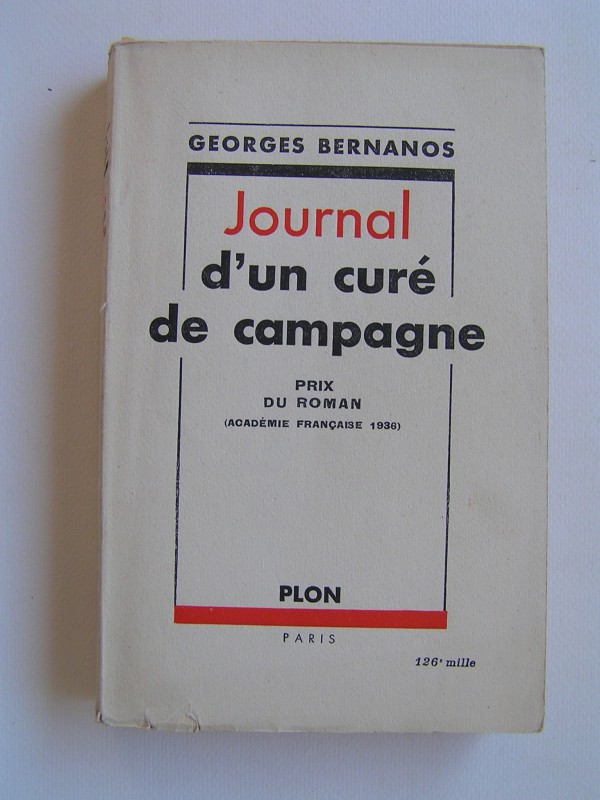 GEORGES BERNANOS
Journal
d'un curé
de campagne
PRIX
DU ROMAN
(ACADÉMIE FRANÇAISE 1936)
PLON
PARIS
126e mille